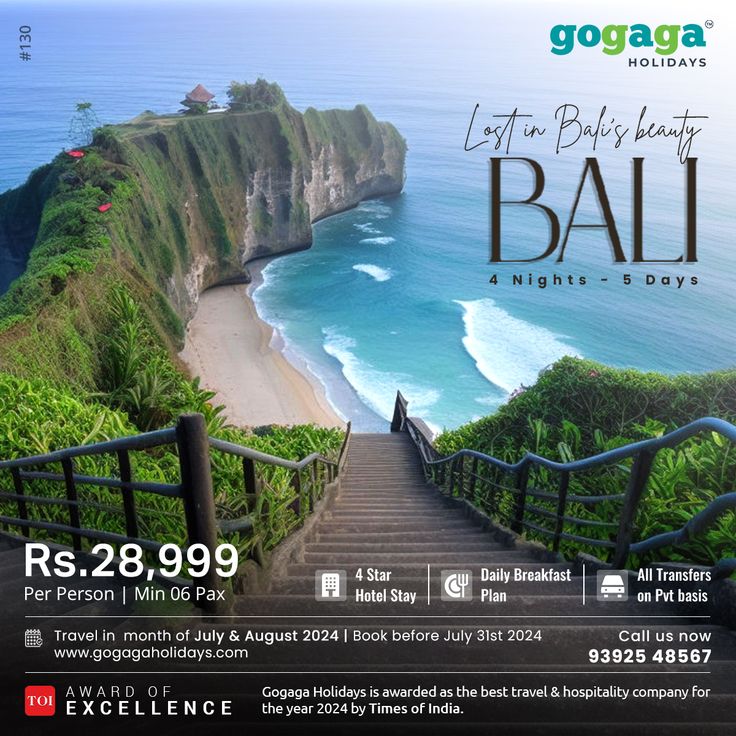 #130
gogaga TM
HOLIDAYS
Lost in Bali's beauty
BALI
4 Nights - 5 Days
Rs.28,999
Per Person | Min 06 Pax
4 Star
Hotel Stay
Daily Breakfast
Plan
All Transfers
on Pvt basis
Travel in month of July & August 2024 | Book before July 31st 2024
www.gogagaholidays.com
Call us now
93925 48567
TOI
AWARD OF
EXCELLENCE
Gogaga Holidays is awarded as the best travel & hospitality company for
the year 2024 by Times of India.